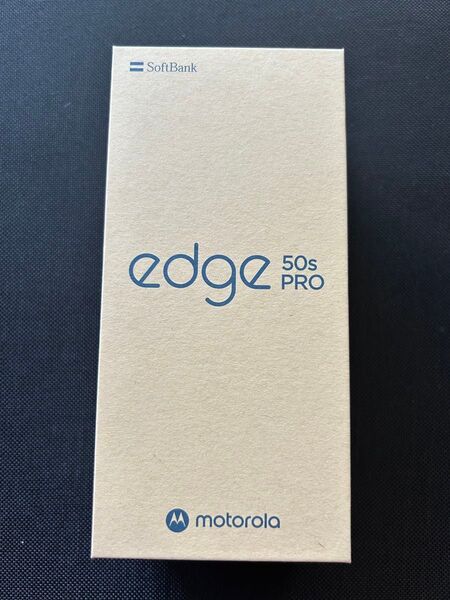 SoftBank
edge 50s
PRO
motorola